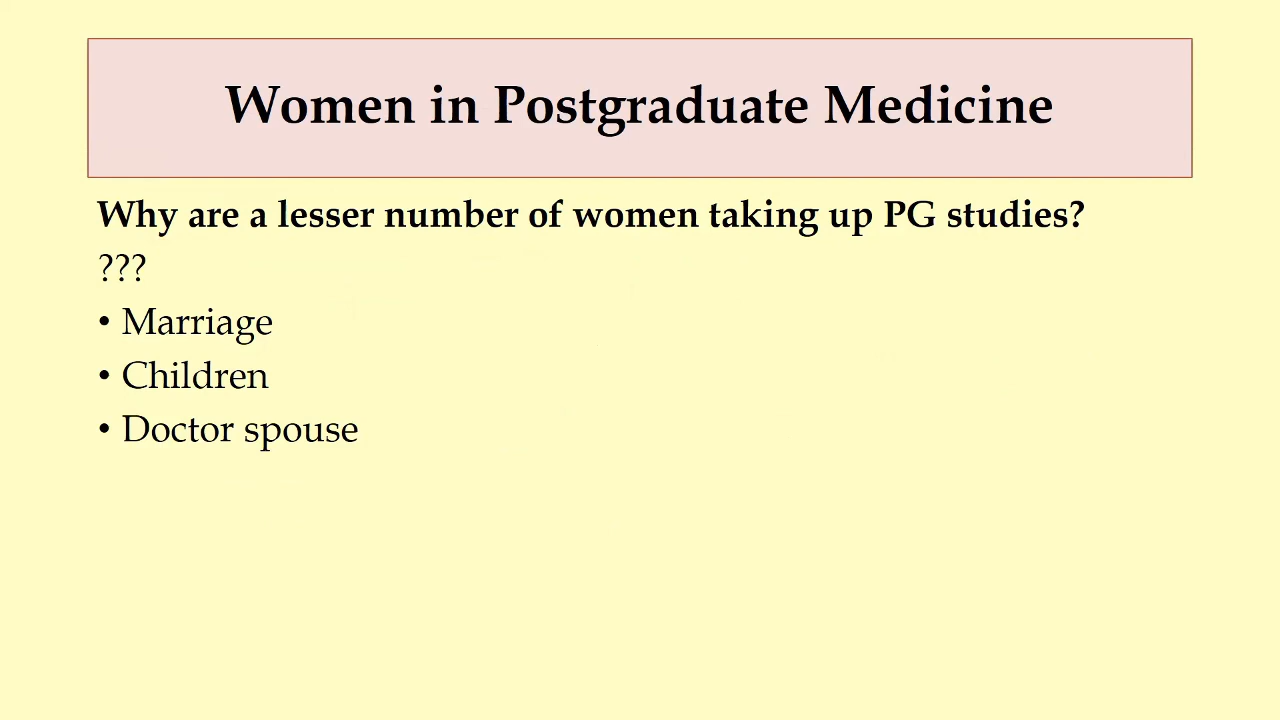 Women in Postgraduate Medicine
Why are a lesser number of women taking up PG studies?
???
• Marriage
• Children
• Doctor spouse